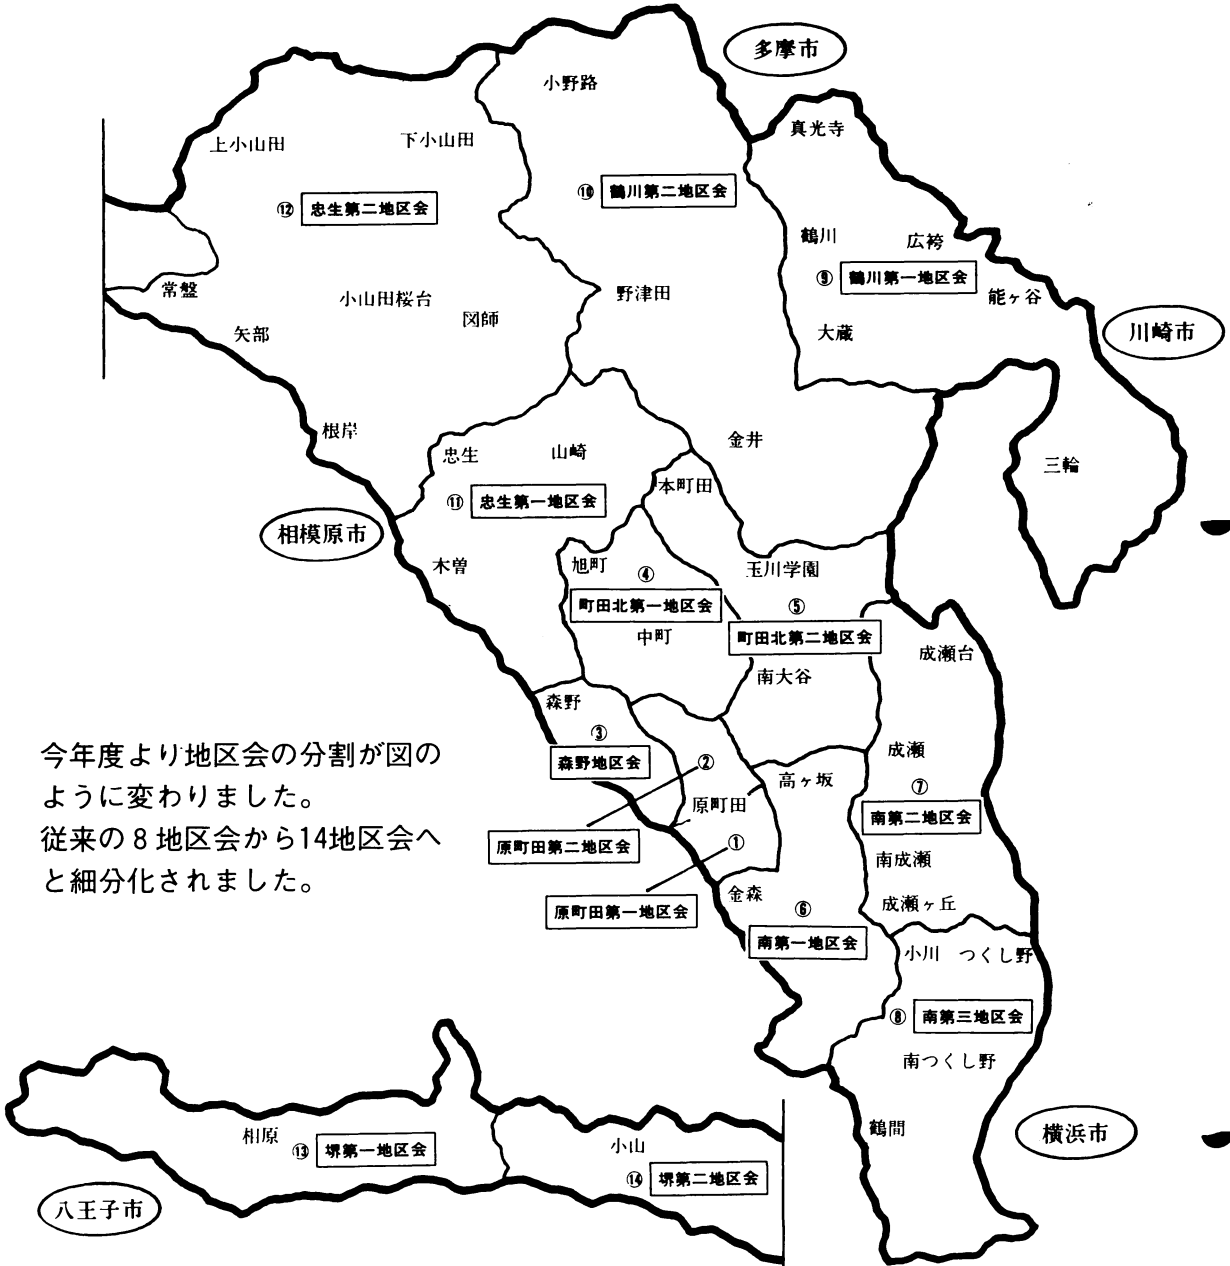 多摩市
小野路
真光寺
上小山田
下小山田
⑩ 鶴川第二地区会
⑫ 忠生第二地区会
鶴川
広袴
⑨ 鶴川第一地区会
常盤
小山田桜台
野津田
能ヶ谷
図師
矢部
大蔵
川崎市
根岸
忠生
山崎
金井
三輪
本町田
⑪ 忠生第一地区会
相模原市
木曽
旭町
④
町田北第一地区会
玉川学園
⑤
町田北第二地区会
中町
南大谷
成瀬台
森野
③
森野地区会
②
原町田
高ヶ坂
成瀬
⑦
南第二地区会
今年度より地区会の分割が図の
ように変わりました。
従来の8地区会から14地区会へ
と細分化されました。
原町田第二地区会
①
原町田第一地区会
南成瀬
金森
成瀬ヶ丘
⑥
南第一地区会
小川 つくし野
⑧ 南第三地区会
南つくし野
鶴間
横浜市
相原
⑬ 堺第一地区会
小山
⑭ 堺第二地区会
八王子市